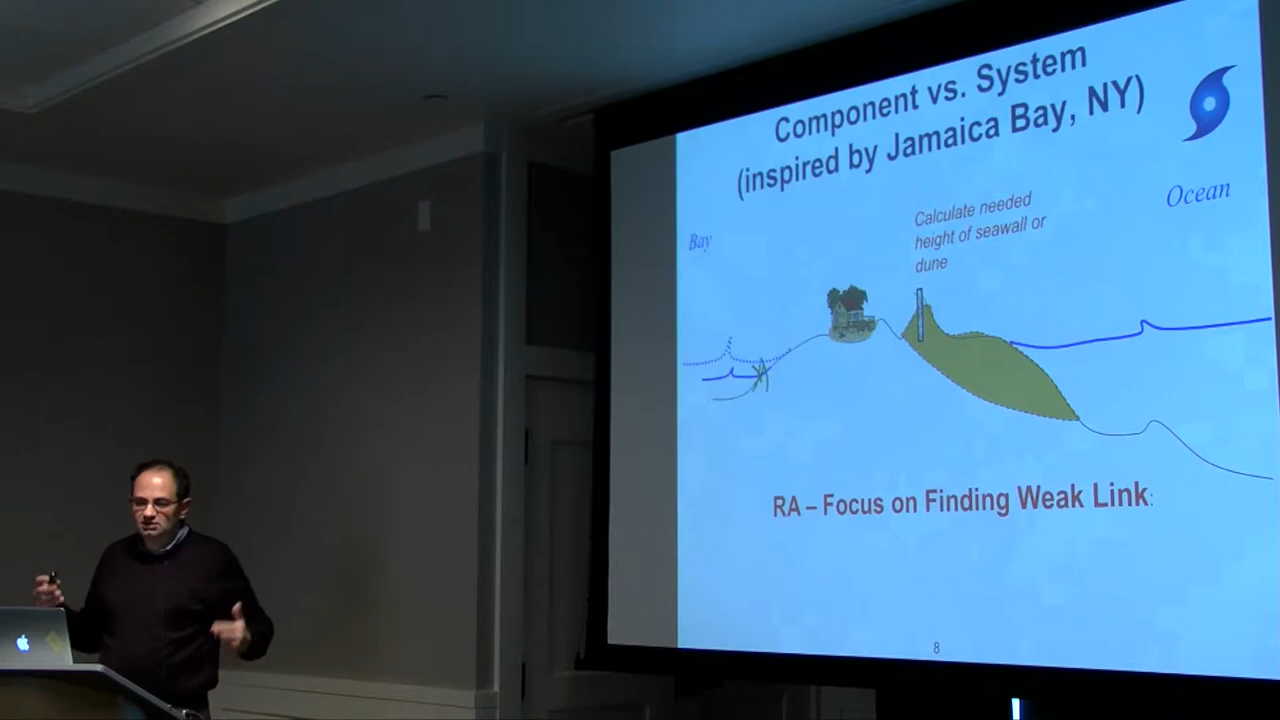 Component vs. System
(inspired by Jamaica Bay, NY)
Ocean
Bay
Calculate needed
height of seawall or
dune
RA – Focus on Finding Weak Link:
8